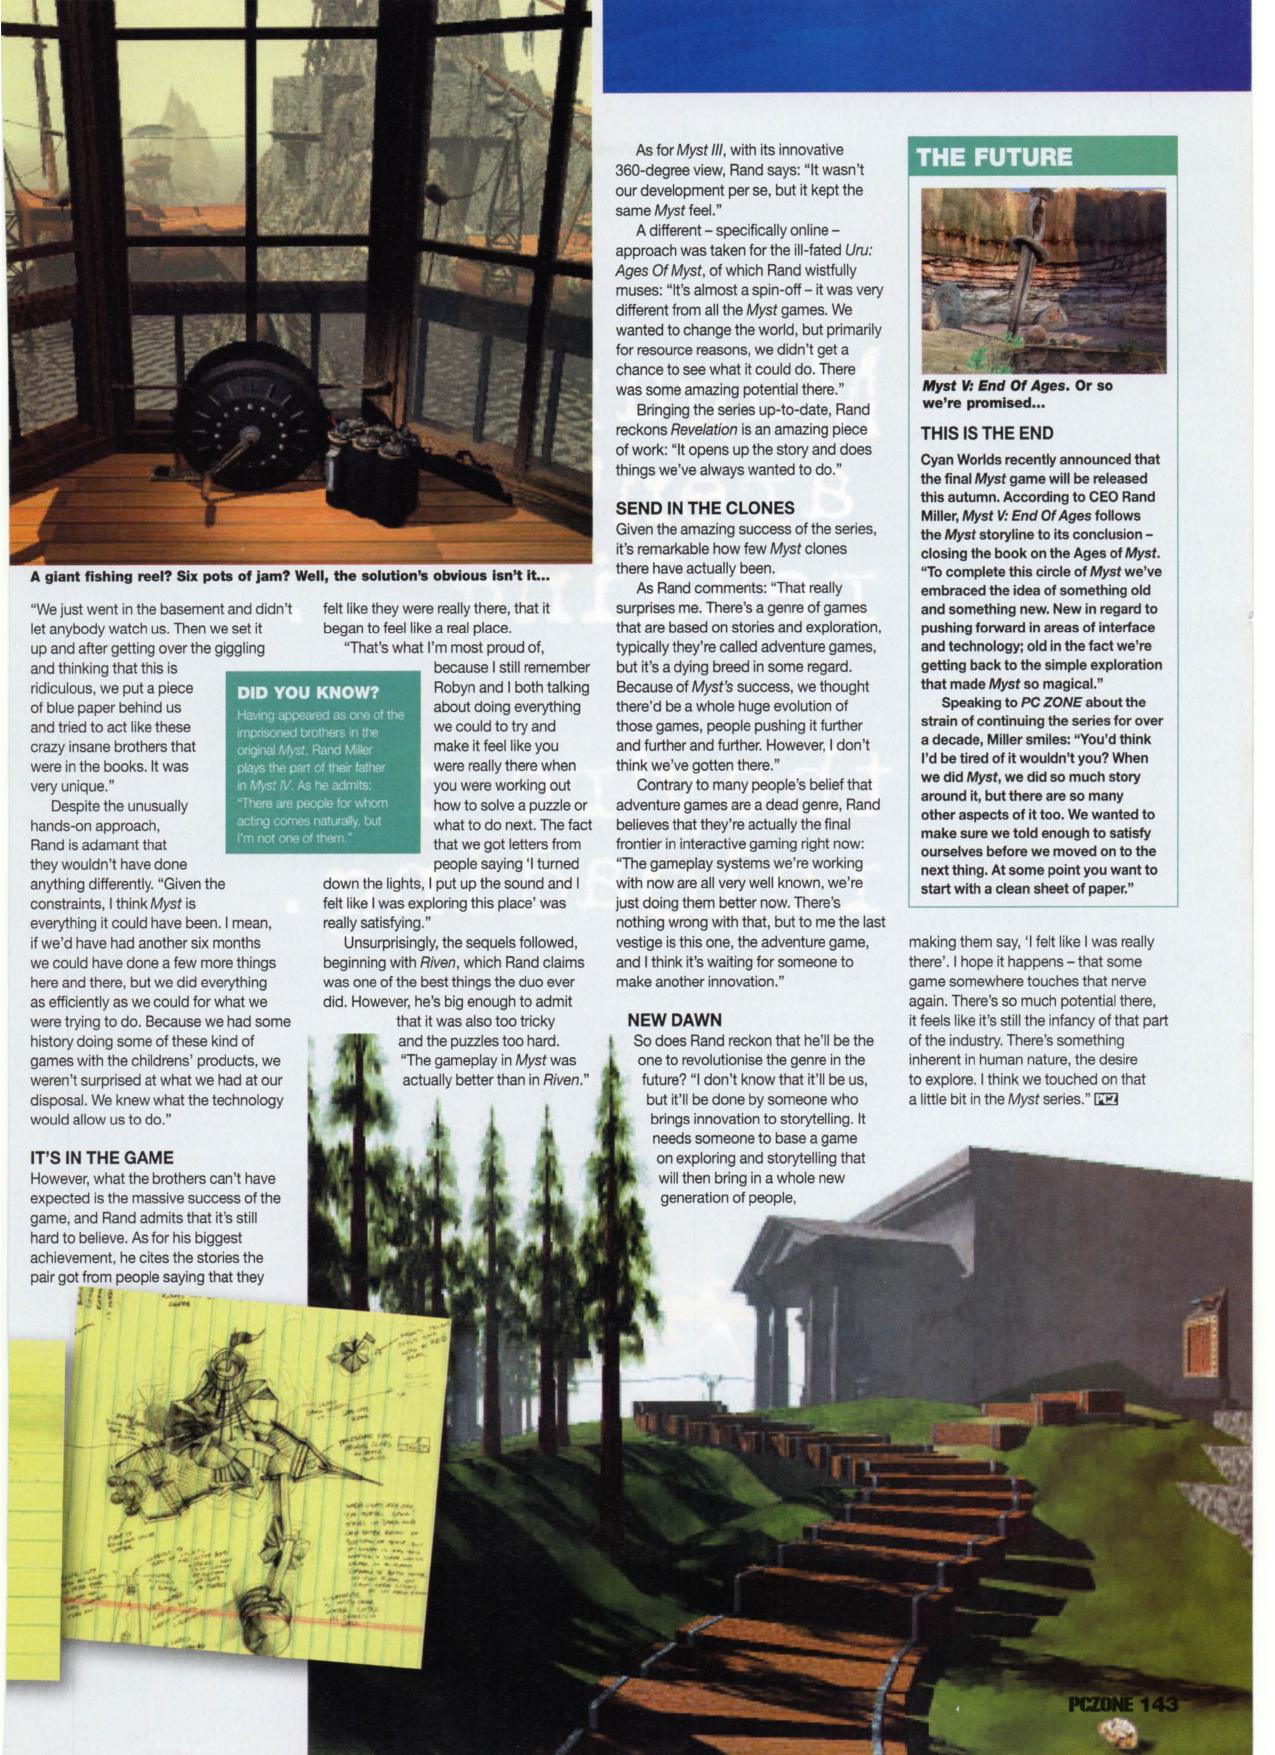 A giant fishing reel? Six pots of jam? Well, the solution's obvious isn't it...
“We just went in the basement and didn't
let anybody watch us. Then we set it
up and after getting over the giggling
and thinking that this is
ridiculous, we put a piece
of blue paper behind us
and tried to act like these
crazy insane brothers that
were in the books. It was
very unique.”
Despite the unusually
hands-on approach,
Rand is adamant that
they wouldn't have done
anything differently. “Given the
constraints, I think Myst is
everything it could have been. I mean,
if we'd have had another six months
we could have done a few more things
here and there, but we did everything
as efficiently as we could for what we
were trying to do. Because we had some
history doing some of these kind of
games with the childrens' products, we
weren't surprised at what we had at our
disposal. We knew what the technology
would allow us to do.”
IT'S IN THE GAME
However, what the brothers can't have
expected is the massive success of the
game, and Rand admits that it's still
hard to believe. As for his biggest
achievement, he cites the stories the
pair got from people saying that they
DID YOU KNOW?
Having appeared as one of the
imprisoned brothers in the
original Myst, Rand Miller
plays the part of their father
in Myst IV. As he admits:
“There are people for whom
acting comes naturally, but
I'm not one of them.”
felt like they were really there, that it
began to feel like a real place.
“That's what I'm most proud of,
because I still remember
Robyn and I both talking
about doing everything
we could to try and
make it feel like you
were really there when
you were working out
how to solve a puzzle or
what to do next. The fact
that we got letters from
people saying ‘I turned
down the lights, I put up the sound and I
felt like I was exploring this place’ was
really satisfying.”
Unsurprisingly, the sequels followed,
beginning with Riven, which Rand claims
was one of the best things the duo ever
did. However, he's big enough to admit
that it was also too tricky
and the puzzles too hard.
“The gameplay in Myst was
actually better than in Riven.”
As for Myst III, with its innovative
360-degree view, Rand says: “It wasn't
our development per se, but it kept the
same Myst feel.”
A different – specifically online –
approach was taken for the ill-fated Uru:
Ages Of Myst, of which Rand wistfully
muses: “It's almost a spin-off – it was very
different from all the Myst games. We
wanted to change the world, but primarily
for resource reasons, we didn't get a
chance to see what it could do. There
was some amazing potential there.”
Bringing the series up-to-date, Rand
reckons Revelation is an amazing piece
of work: “It opens up the story and does
things we've always wanted to do.”
SEND IN THE CLONES
Given the amazing success of the series,
it's remarkable how few Myst clones
there have actually been.
As Rand comments: “That really
surprises me. There's a genre of games
that are based on stories and exploration,
typically they're called adventure games,
but it's a dying breed in some regard.
Because of Myst's success, we thought
there'd be a whole huge evolution of
those games, people pushing it further
and further and further. However, I don't
think we've gotten there.”
Contrary to many people's belief that
adventure games are a dead genre, Rand
believes that they're actually the final
frontier in interactive gaming right now:
“The gameplay systems we're working
with now are all very well known, we're
just doing them better now. There's
nothing wrong with that, but to me the last
vestige is this one, the adventure game,
and I think it's waiting for someone to
make another innovation.”
NEW DAWN
So does Rand reckon that he'll be the
one to revolutionise the genre in the
future? “I don't know that it'll be us,
but it'll be done by someone who
brings innovation to storytelling. It
needs someone to base a game
on exploring and storytelling that
will then bring in a whole new
generation of people,
THE FUTURE
Myst V: End Of Ages. Or so
we're promised...
THIS IS THE END
Cyan Worlds recently announced that
the final Myst game will be released
this autumn. According to CEO Rand
Miller, Myst V: End Of Ages follows
the Myst storyline to its conclusion –
closing the book on the Ages of Myst.
“To complete this circle of Myst we've
embraced the idea of something old
and something new. New in regard to
pushing forward in areas of interface
and technology; old in the fact we're
getting back to the simple exploration
that made Myst so magical.”
Speaking to PC ZONE about the
strain of continuing the series for over
a decade, Miller smiles: “You'd think
I'd be tired of it wouldn't you? When
we did Myst, we did so much story
around it, but there are so many
other aspects of it too. We wanted to
make sure we told enough to satisfy
ourselves before we moved on to the
next thing. At some point you want to
start with a clean sheet of paper.”
making them say, ‘I felt like I was really
there’. I hope it happens – that some
game somewhere touches that nerve
again. There's so much potential there,
it feels like it's still the infancy of that part
of the industry. There's something
inherent in human nature, the desire
to explore. I think we touched on that
a little bit in the Myst series.” PCZ
PCZONE 143